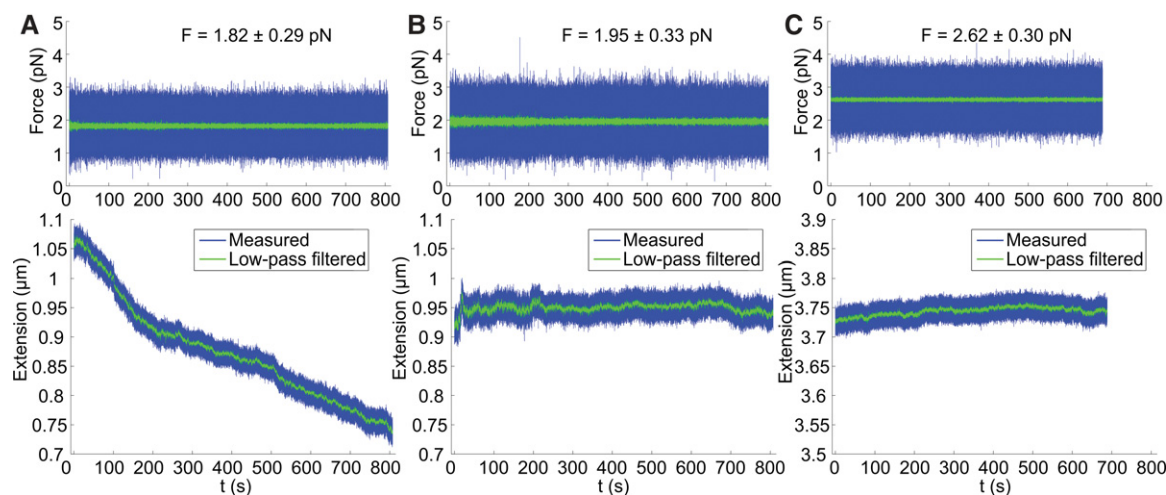 A
B
C
F = 1.82 ± 0.29 pN
F = 1.95 ± 0.33 pN
F = 2.62 ± 0.30 pN
Force (pN)
5
4
3
2
1
0
0 100 200 300 400 500 600 700 800
Force (pN)
5
4
3
2
1
0
0 100 200 300 400 500 600 700 800
Force (pN)
5
4
3
2
1
0
0 100 200 300 400 500 600 700 800
Extension (µm)
1.1
1.05
1
0.95
0.9
0.85
0.8
0.75
0.7
Measured
Low-pass filtered
0 100 200 300 400 500 600 700 800
t (s)
Extension (µm)
1.1
1.05
1
0.95
0.9
0.85
0.8
0.75
0.7
Measured
Low-pass filtered
0 100 200 300 400 500 600 700 800
t (s)
Extension (µm)
3.9
3.85
3.8
3.75
3.7
3.65
3.6
3.55
3.5
Measured
Low-pass filtered
0 100 200 300 400 500 600 700 800
t (s)